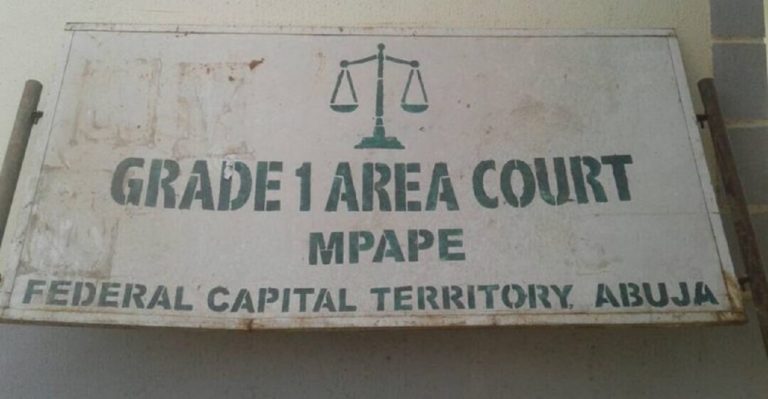 GRADE 1 AREA COURT
MPAPE
FEDERAL CAPITAL TERRITORY, ABUJA